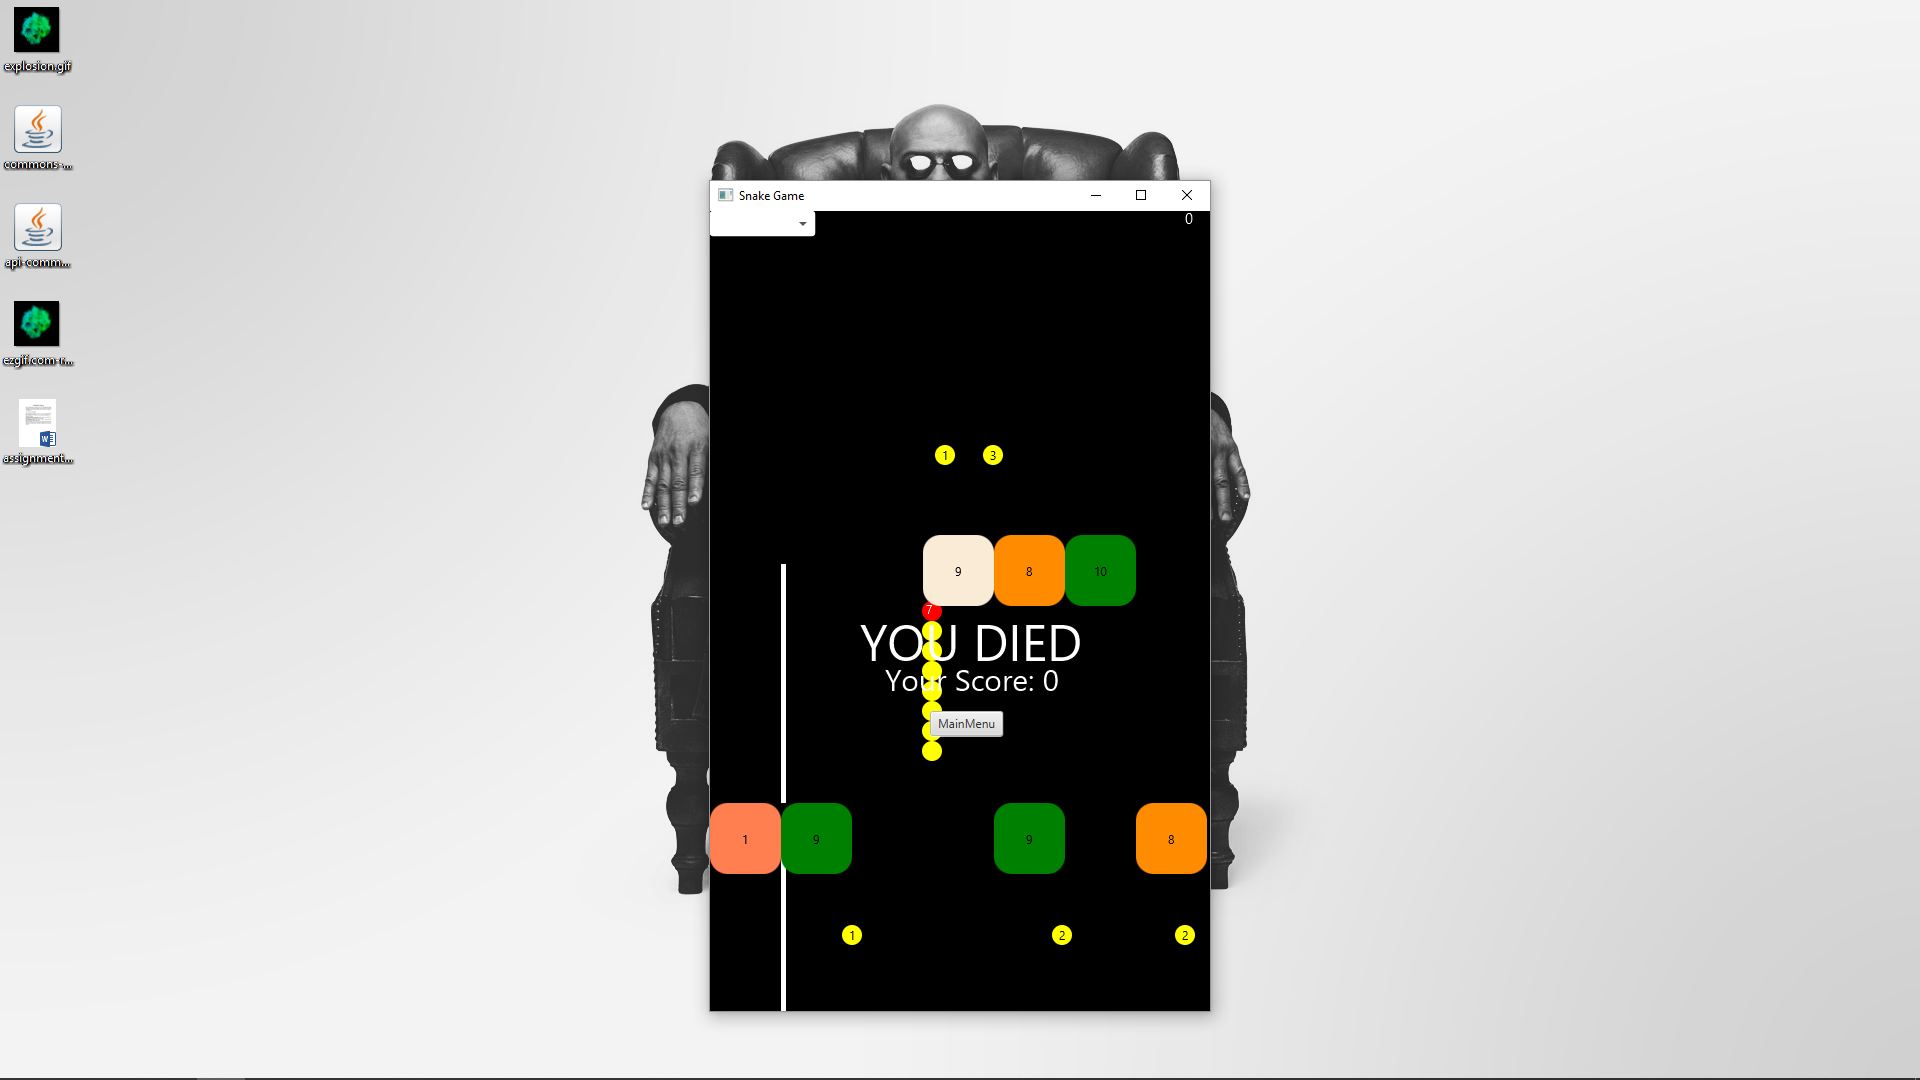 explosion.gif
commons-...
api-comm...
ezgif.com-r...
assignment...
Snake Game
0
1
3
9
8
10
7
YOU DIED
Your Score: 0
MainMenu
1
9
9
8
1
2
2